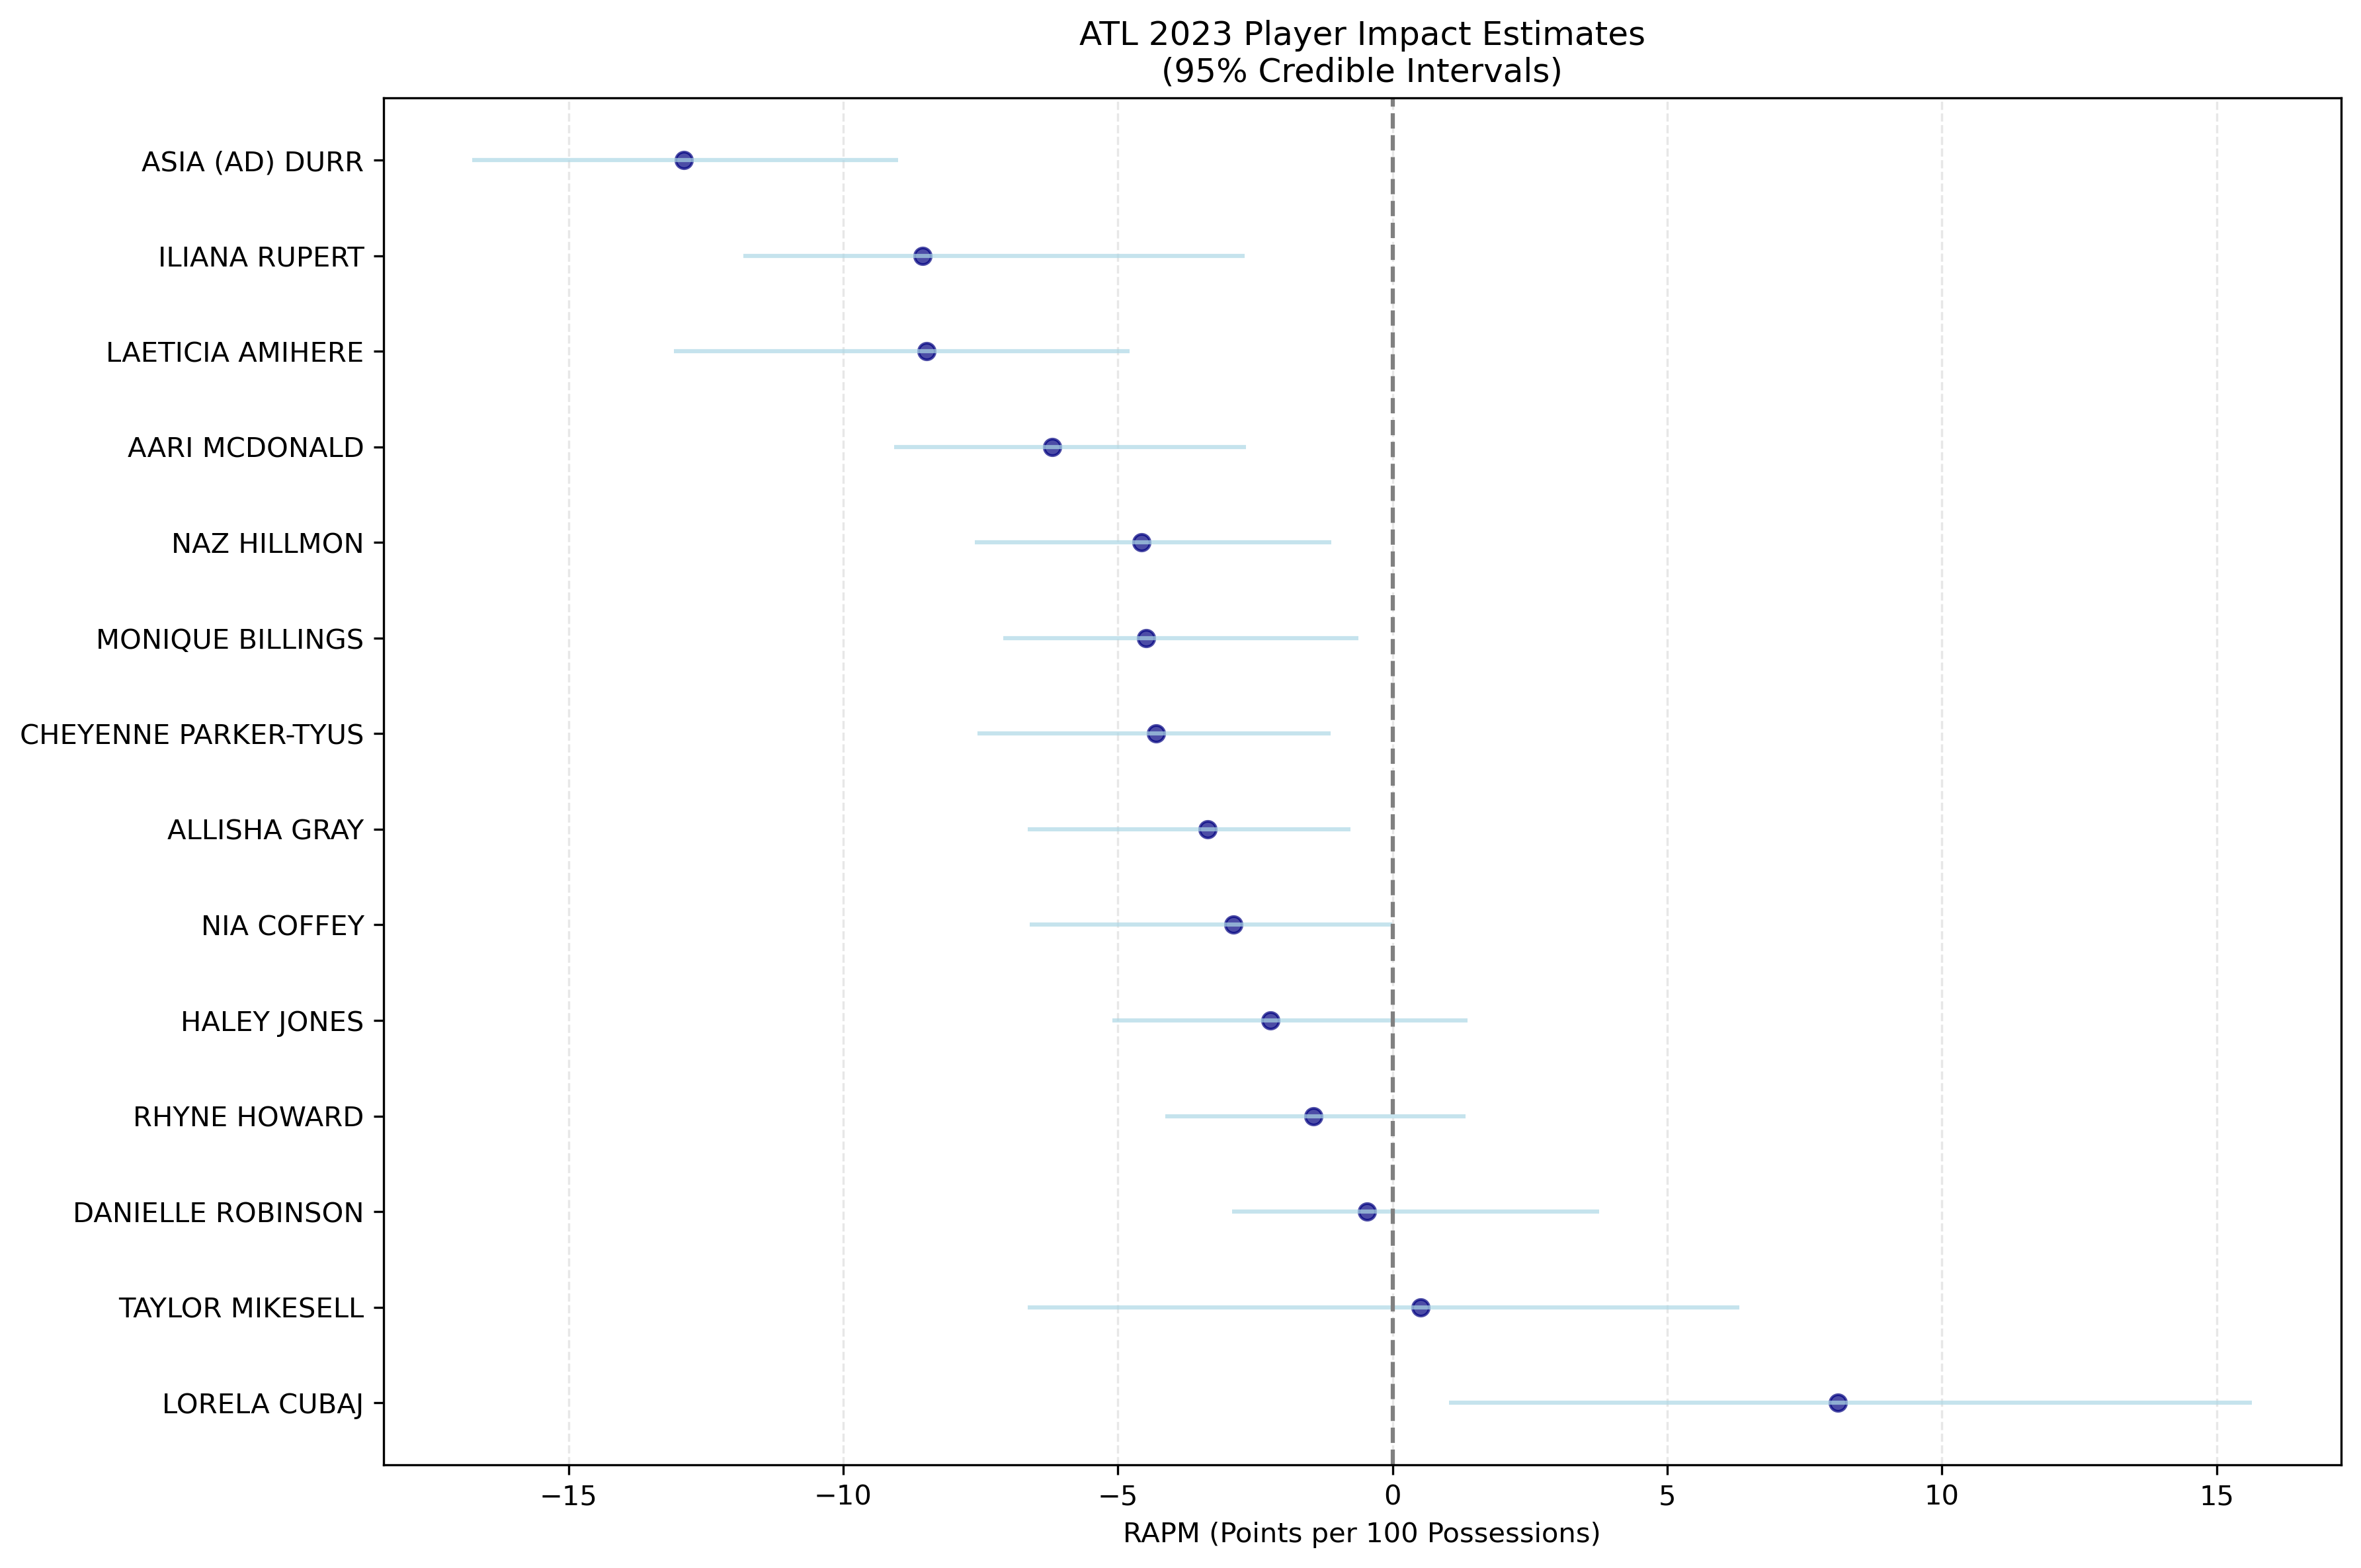 ATL 2023 Player Impact Estimates
(95% Credible Intervals)
ASIA (AD) DURR
ILIANA RUPERT
LAETICIA AMIHERE
AARI MCDONALD
NAZ HILLMON
MONIQUE BILLINGS
CHEYENNE PARKER-TYUS
ALLISHA GRAY
NIA COFFEY
HALEY JONES
RHYNE HOWARD
DANIELLE ROBINSON
TAYLOR MIKESELL
LORELA CUBAJ
−15 −10 −5 0 5 10 15
RAPM (Points per 100 Possessions)